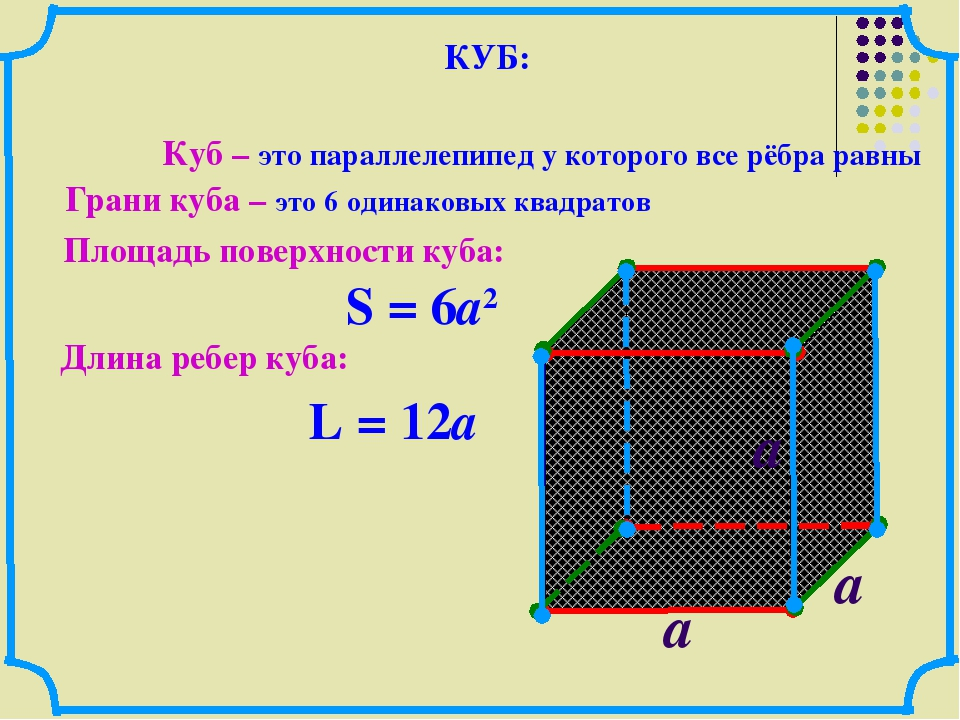 КУБ:
Куб – это параллелепипед у которого все рёбра равны
Грани куба – это 6 одинаковых квадратов
Площадь поверхности куба:
S = 6a²
Длина ребер куба:
L = 12a
a
a
a